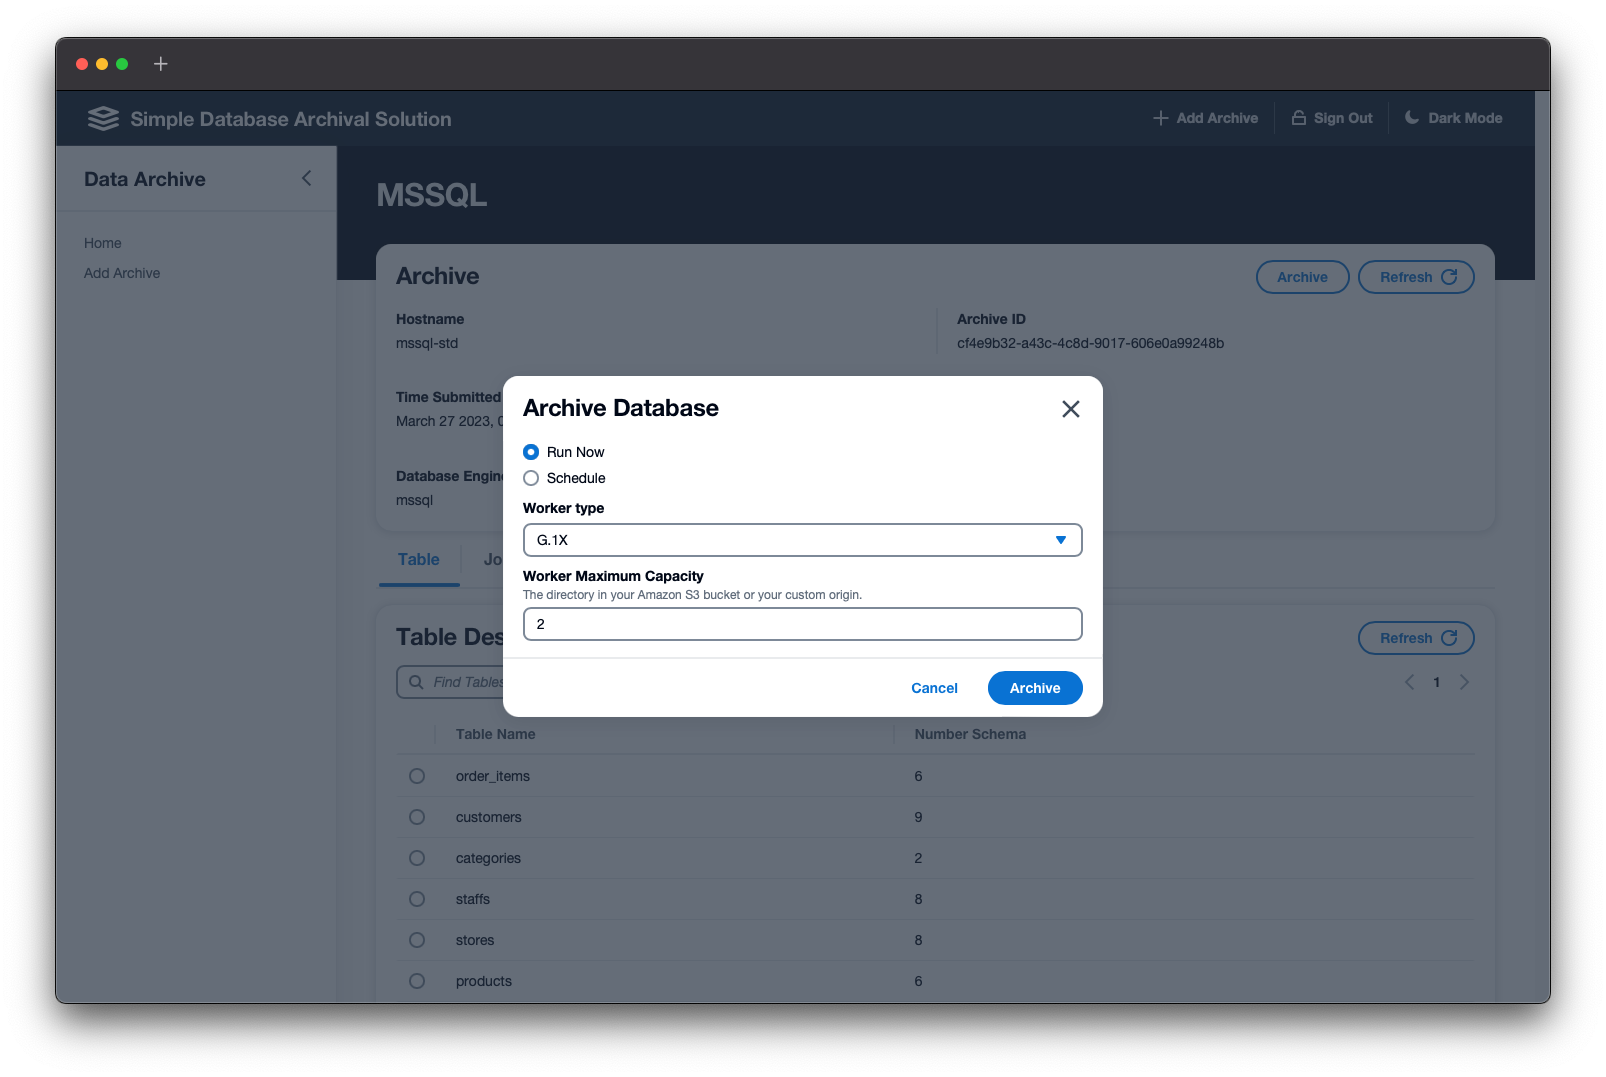 Simple Database Archival Solution
Add Archive
Sign Out
Dark Mode
Data Archive
Home
Add Archive
MSSQL
Archive
Archive
Refresh
Hostname
mssql-std
Archive ID
cf4e9b32-a43c-4c8d-9017-606e0a99248b
Time Submitted
March 27 2023,
Database Engin
mssql
Table
Jo
Archive Database
Run Now
Schedule
Worker type
G.1X
Worker Maximum Capacity
The directory in your Amazon S3 bucket or your custom origin.
2
Cancel
Archive
Table Des
Refresh
Find Tables
1
Table Name
Number Schema
order_items
6
customers
9
categories
2
staffs
8
stores
8
products
6